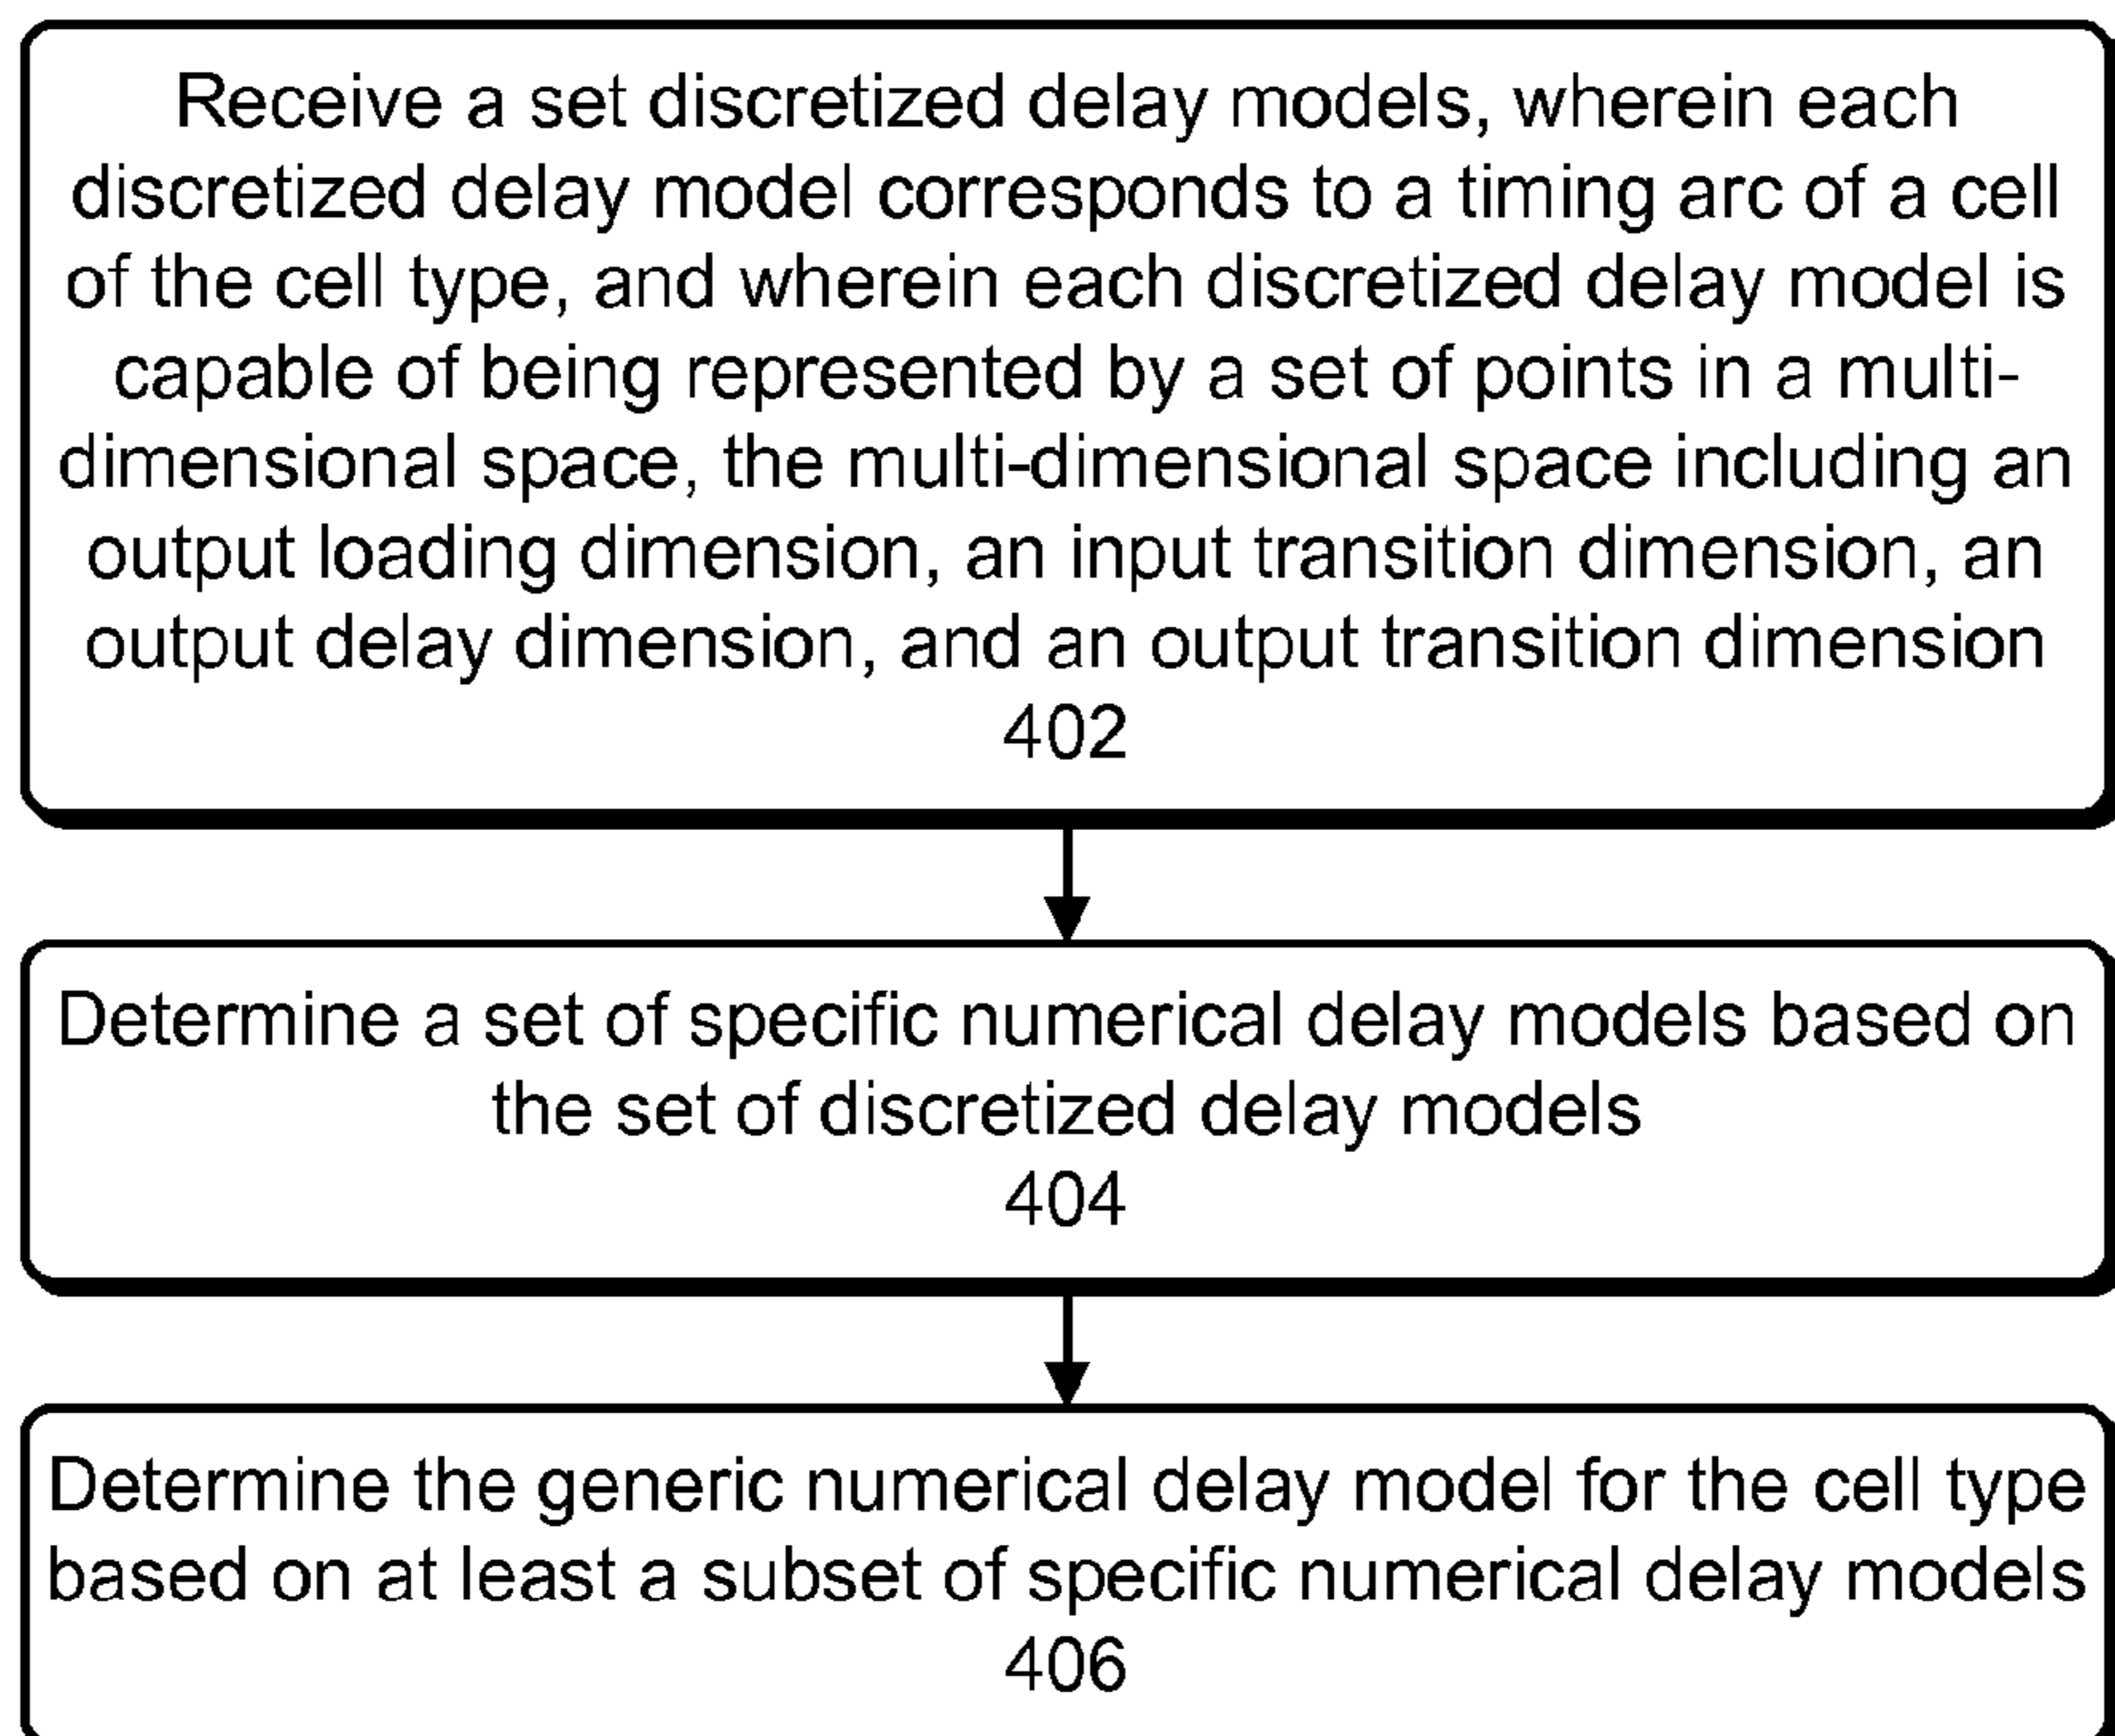 Receive a set discretized delay models, wherein each
discretized delay model corresponds to a timing arc of a cell
of the cell type, and wherein each discretized delay model is
capable of being represented by a set of points in a multi-
dimensional space, the multi-dimensional space including an
output loading dimension, an input transition dimension, an
output delay dimension, and an output transition dimension
402
Determine a set of specific numerical delay models based on
the set of discretized delay models
404
Determine the generic numerical delay model for the cell type
based on at least a subset of specific numerical delay models
406